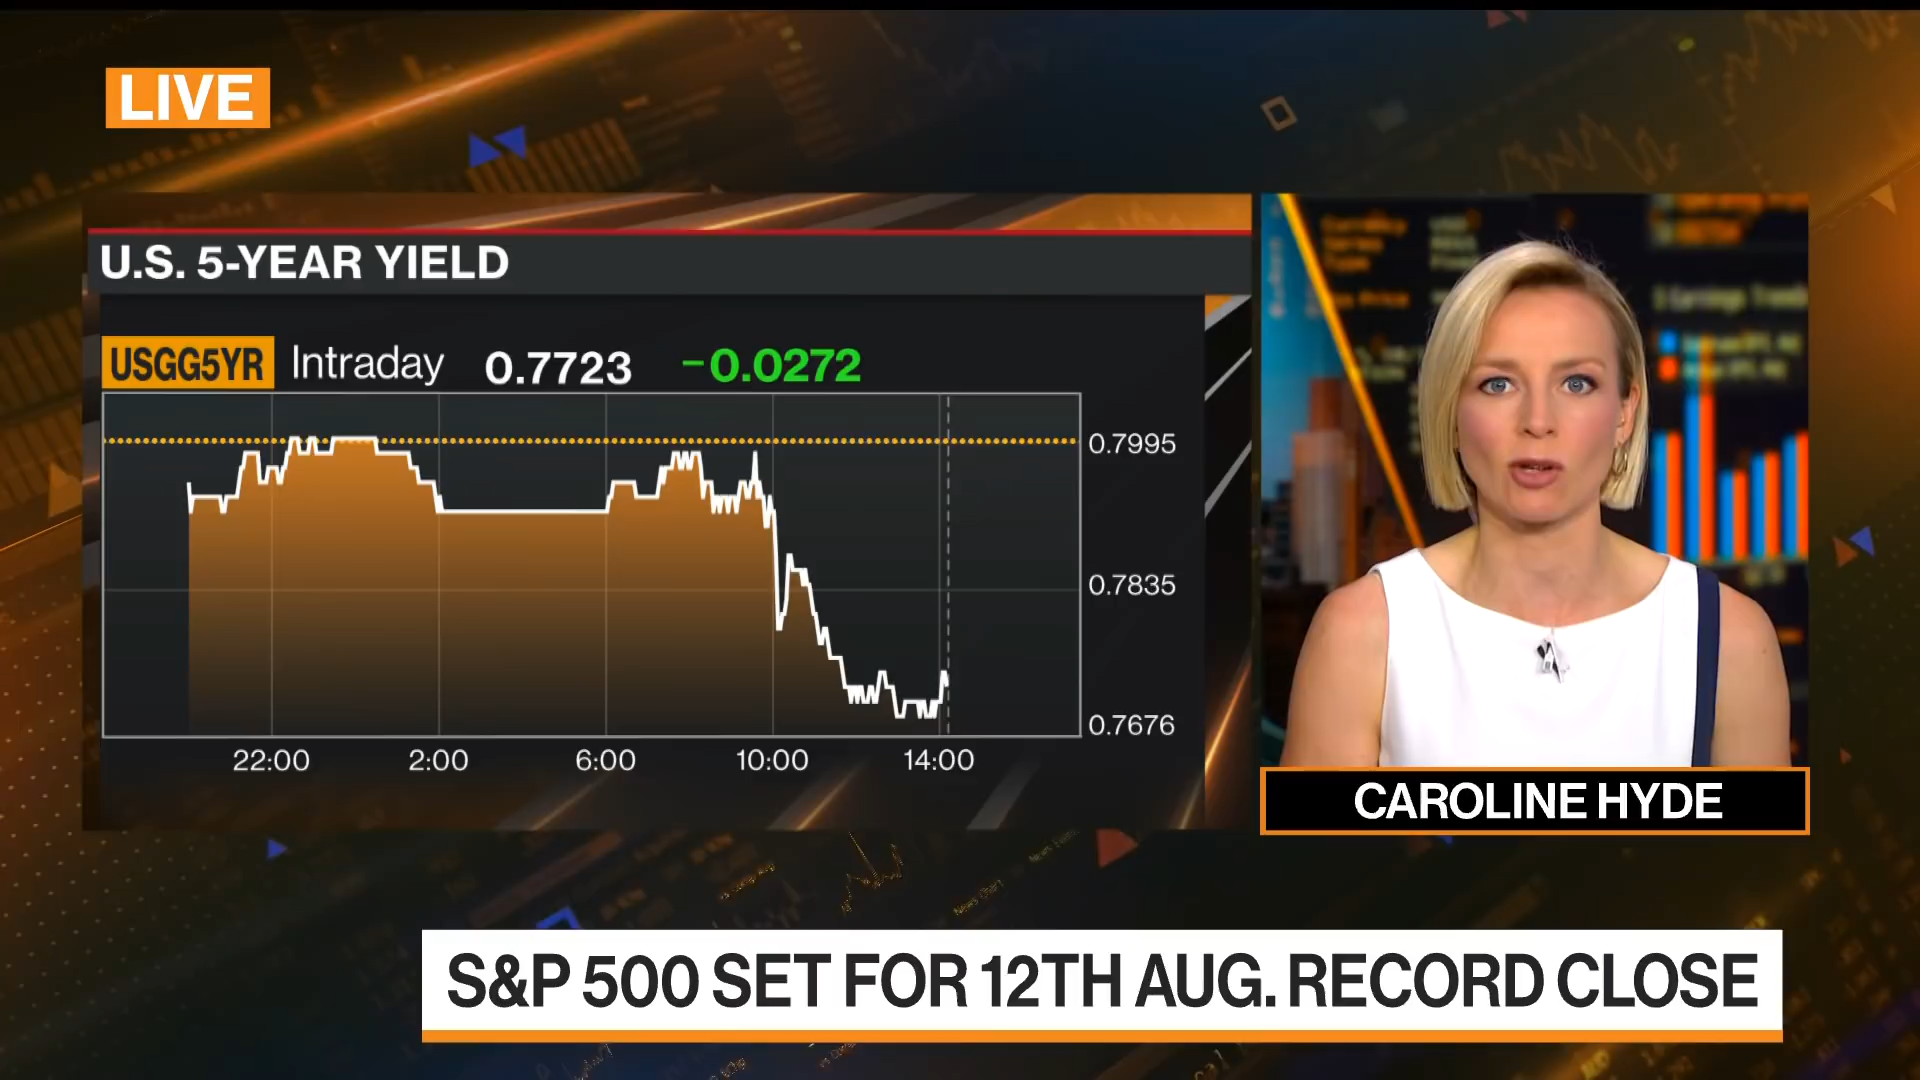 LIVE
U.S. 5-YEAR YIELD
USGG5YR Intraday 0.7723 -0.0272
0.7995
0.7835
0.7676
22:00 2:00 6:00 10:00 14:00
CAROLINE HYDE
S&P 500 SET FOR 12TH AUG. RECORD CLOSE